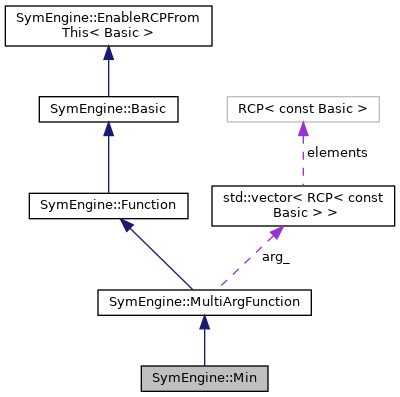 SymEngine::EnableRCPFrom
This< Basic >
SymEngine::Basic
RCP< const Basic >
elements
SymEngine::Function
std::vector< RCP< const
Basic > >
arg_
SymEngine::MultiArgFunction
SymEngine::Min